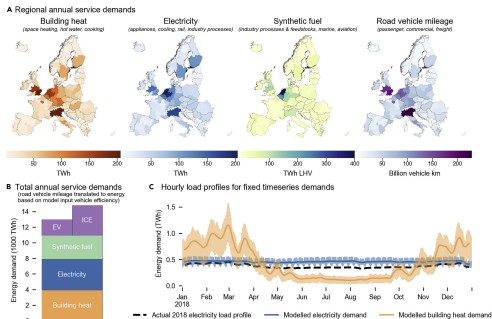 A Regional annual service demands
Building heat
(space heating, hot water, cooking)
Electricity
(appliances, cooling, rail, industry processes)
Synthetic fuel
(industry processes & feedstocks, marine, aviation)
Road vehicle mileage
(passenger, commercial, freight)
50 100 150 200
TWh
50 100 150 200
TWh
100 200 300 400
TWh LHV
50 100 150 200
Billion vehicle km
B Total annual service demands
(road vehicle mileage translated to energy
based on model input vehicle efficiency)
Energy demand (1000 TWh)
14
12
10
8
6
4
2
0
EV
ICE
Synthetic fuel
Electricity
Building heat
C Hourly load profiles for fixed timeseries demands
Energy demand (TWh)
1.5
1.0
0.5
0.0
Jan Feb Mar Apr May Jun Jul Aug Sep Oct Nov Dec
2018
Actual 2018 electricity load profile
Modelled electricity demand
Modelled building heat demand